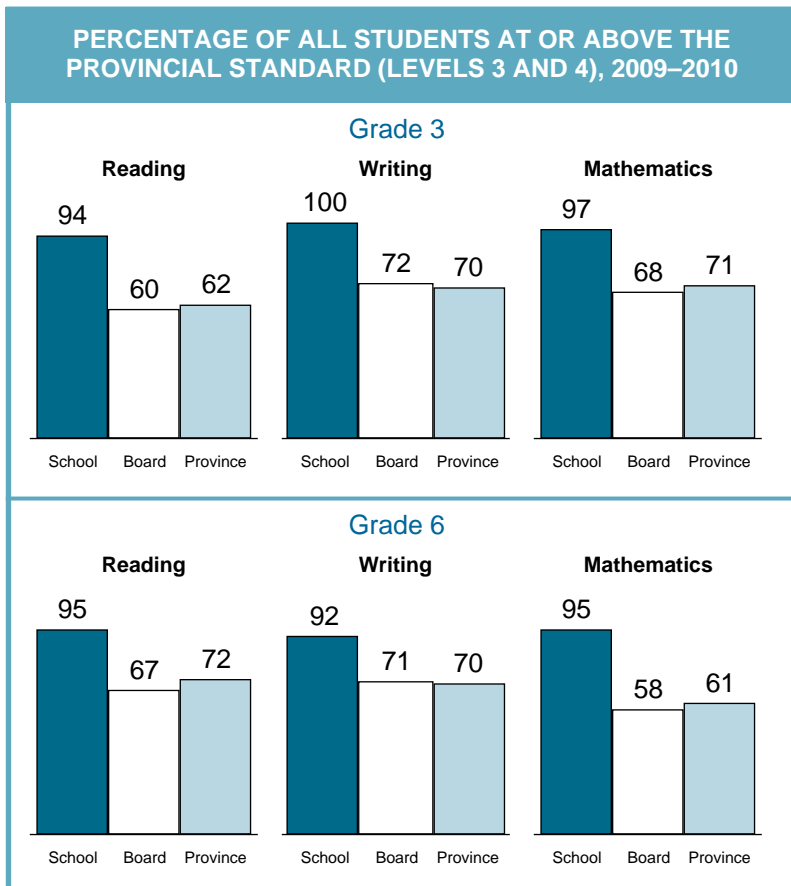 PERCENTAGE OF ALL STUDENTS AT OR ABOVE THE
PROVINCIAL STANDARD (LEVELS 3 AND 4), 2009–2010
Grade 3
Reading Writing Mathematics
94 60 62 100 72 70 97 68 71
School Board Province School Board Province School Board Province
Grade 6
Reading Writing Mathematics
95 67 72 92 71 70 95 58 61
School Board Province School Board Province School Board Province